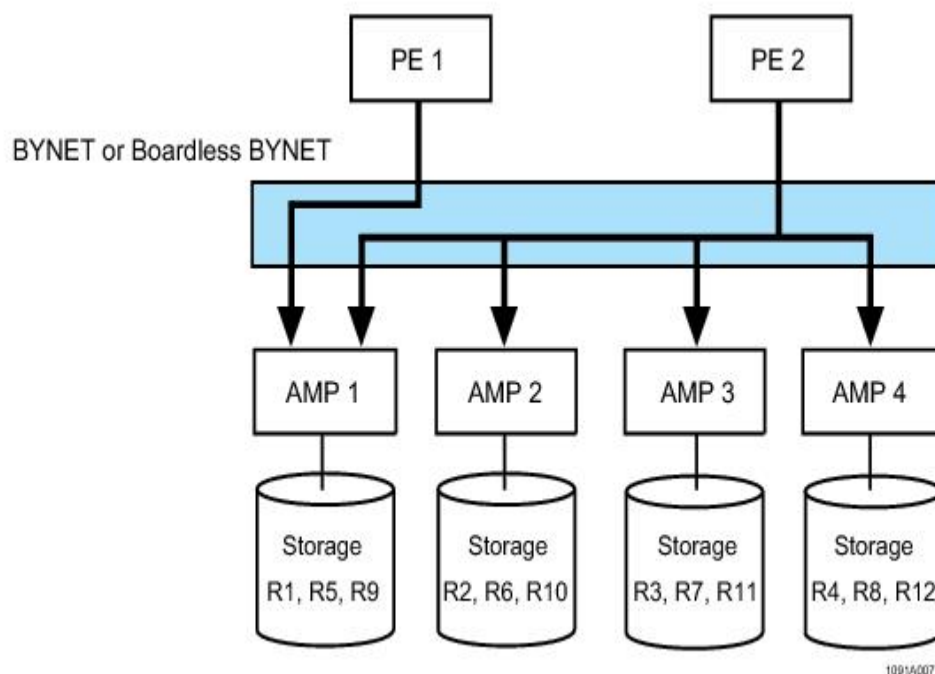 PE 1
PE 2
BYNET or Boardless BYNET
AMP 1
AMP 2
AMP 3
AMP 4
Storage
R1, R5, R9
Storage
R2, R6, R10
Storage
R3, R7, R11
Storage
R4, R8, R12
1091A007